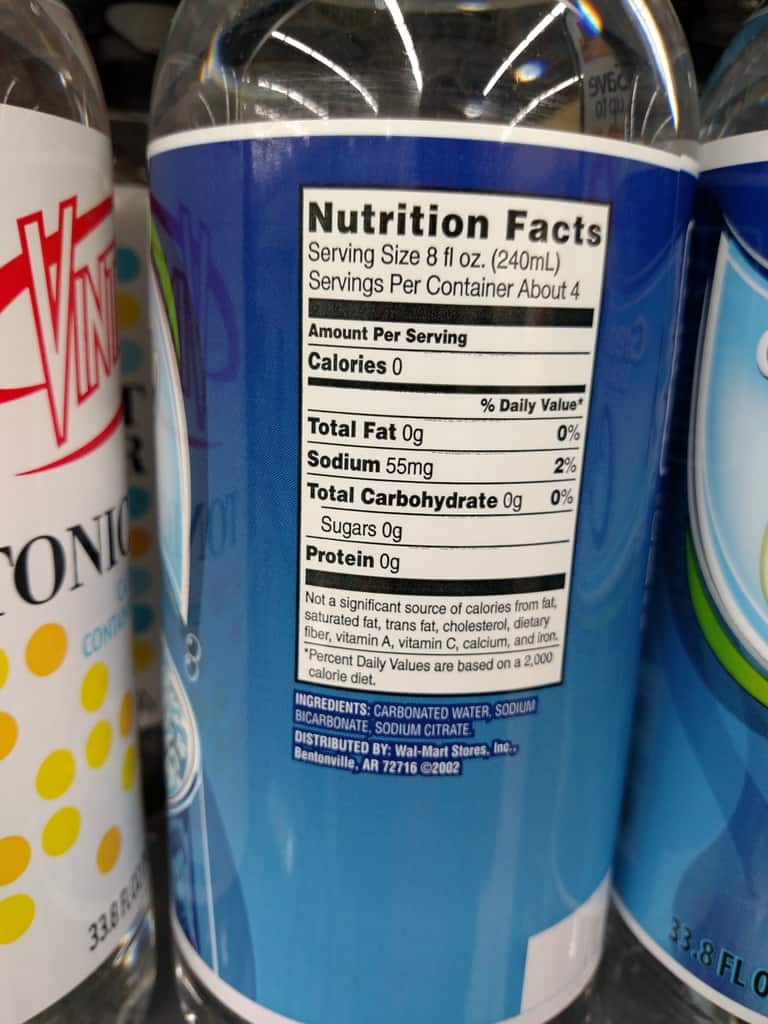 Nutrition Facts
Serving Size 8 fl oz. (240mL)
Servings Per Container About 4
Amount Per Serving
Calories 0
% Daily Value*
Total Fat 0g 0%
Sodium 55mg 2%
Total Carbohydrate 0g 0%
Sugars 0g
Protein 0g
Not a significant source of calories from fat,
saturated fat, trans fat, cholesterol, dietary
fiber, vitamin A, vitamin C, calcium, and iron.
*Percent Daily Values are based on a 2,000
calorie diet.
INGREDIENTS: CARBONATED WATER, SODIUM
BICARBONATE, SODIUM CITRATE.
DISTRIBUTED BY: Wal-Mart Stores, Inc.,
Bentonville, AR 72716 ©2002
VINT
TONIC
CONTA
33.8 FL OZ
33.8 FL O